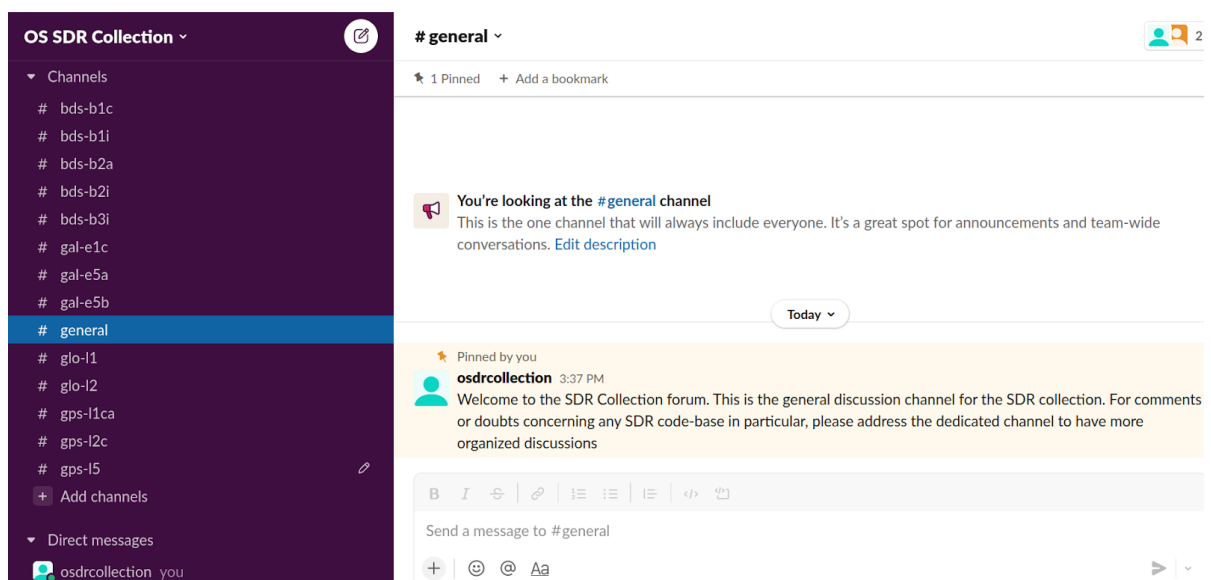 OS SDR Collection
Channels
# bds-b1c
# bds-b1i
# bds-b2a
# bds-b2i
# bds-b3i
# gal-e1c
# gal-e5a
# gal-e5b
# general
# glo-l1
# glo-l2
# gps-l1ca
# gps-l2c
# gps-l5
+ Add channels
Direct messages
osdrcollection you
# general
2
1 Pinned + Add a bookmark
You're looking at the #general channel
This is the one channel that will always include everyone. It's a great spot for announcements and team-wide
conversations. Edit description
Today
Pinned by you
osdrcollection 3:37 PM
Welcome to the SDR Collection forum. This is the general discussion channel for the SDR collection. For comments
or doubts concerning any SDR code-base in particular, please address the dedicated channel to have more
organized discussions
B I S
Send a message to #general
+ @ Aa